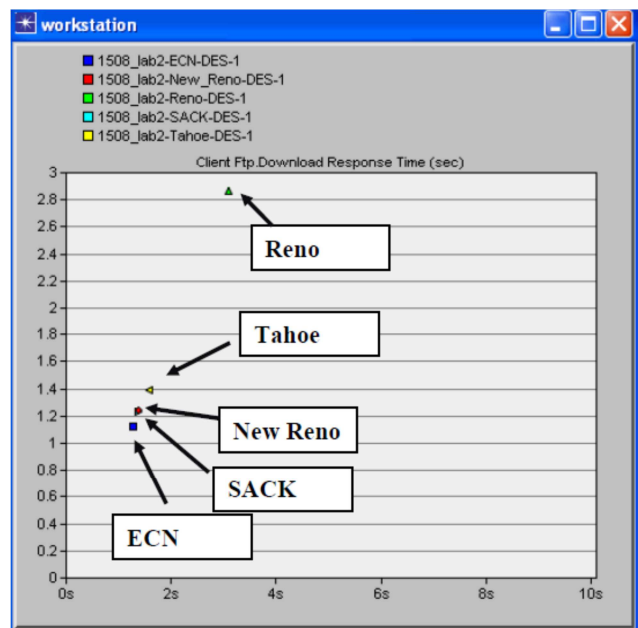 workstation
1508_lab2-ECN-DES-1
1508_lab2-New_Reno-DES-1
1508_lab2-Reno-DES-1
1508_lab2-SACK-DES-1
1508_lab2-Tahoe-DES-1
Client Ftp.Download Response Time (sec)
3
2.8
2.6
2.4
2.2
2
1.8
1.6
1.4
1.2
1
0.8
0.6
0.4
0.2
0
Reno
Tahoe
New Reno
SACK
ECN
0s 2s 4s 6s 8s 10s